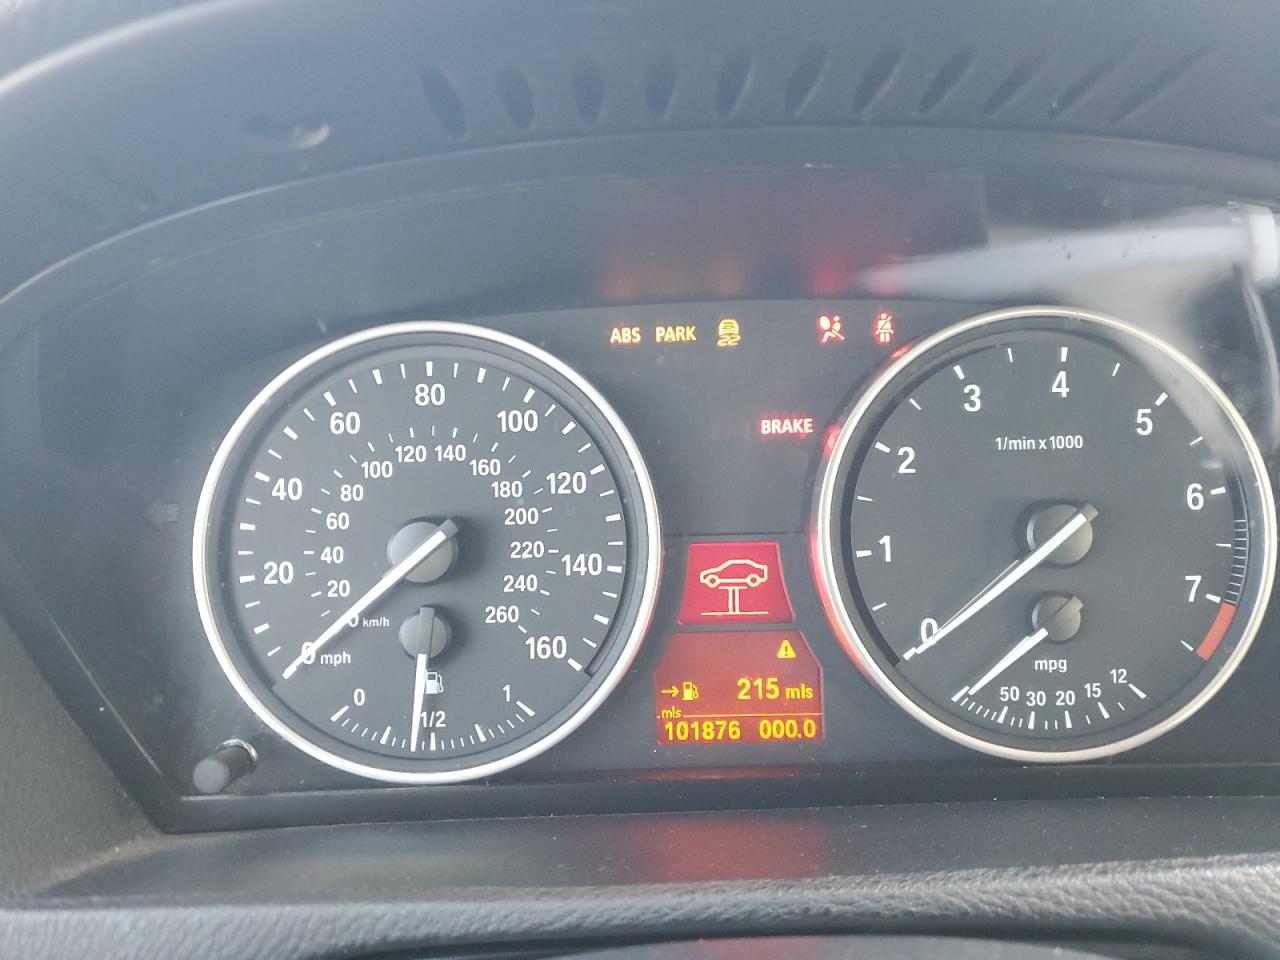 ABS PARK
BRAKE
0 20 40 60 80 100 120 140 160
mph
20 40 60 80 100 120 140 160 180 200 220 240 260
0 km/h
0 1/2 1
215 mls
mls
101876 000.0
0 1 2 3 4 5 6 7
1/min x 1000
mpg
50 30 20 15 12